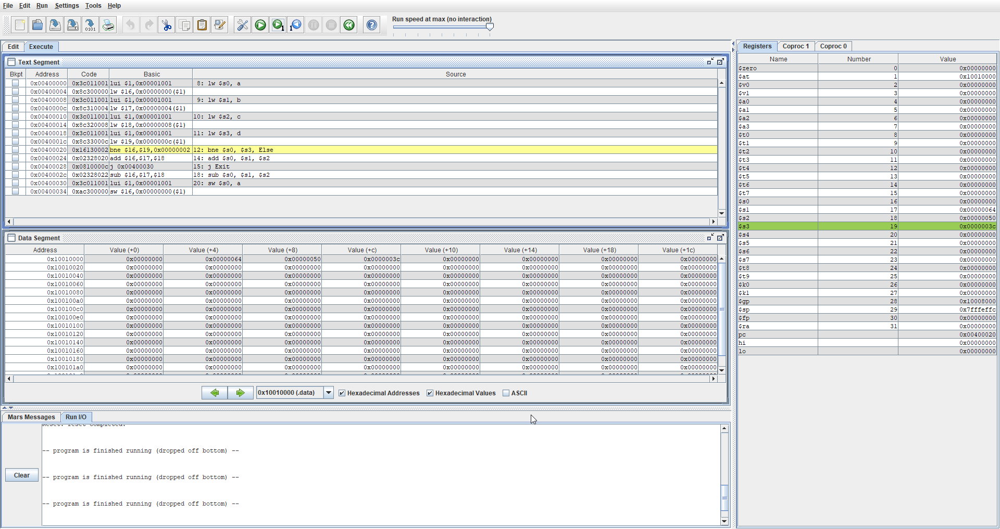 File Edit Run Settings Tools Help
Run speed at max (no interaction)
Edit Execute
Text Segment
Bkpt Address Code Basic Source
0x00400000 0x3c011001 lui $1,0x00001001 8: lw $s0, a
0x00400004 0x8c300000 lw $16,0x00000000($1)
0x00400008 0x3c011001 lui $1,0x00001001 9: lw $s1, b
0x0040000c 0x8c310004 lw $17,0x00000004($1)
0x00400010 0x3c011001 lui $1,0x00001001 10: lw $s2, c
0x00400014 0x8c320008 lw $18,0x00000008($1)
0x00400018 0x3c011001 lui $1,0x00001001 11: lw $s3, d
0x0040001c 0x8c33000c lw $19,0x0000000c($1)
0x00400020 0x16130002 bne $16,$19,0x00000002 12: bne $s0, $s3, Else
0x00400024 0x02328020 add $16,$17,$18 14: add $s0, $s1, $s2
0x00400028 0x0810000c j 0x00400030 15: j Exit
0x0040002c 0x02328022 sub $16,$17,$18 18: sub $s0, $s1, $s2
0x00400030 0x3c011001 lui $1,0x00001001 20: sw $s0, a
0x00400034 0xac300000 sw $16,0x00000000($1)
Data Segment
Address Value (+0) Value (+4) Value (+8) Value (+c) Value (+10) Value (+14) Value (+18) Value (+1c)
0x10010000 0x00000000 0x00000064 0x00000050 0x0000003c 0x00000000 0x00000000 0x00000000 0x00000000
0x10010020 0x00000000 0x00000000 0x00000000 0x00000000 0x00000000 0x00000000 0x00000000 0x00000000
0x10010040 0x00000000 0x00000000 0x00000000 0x00000000 0x00000000 0x00000000 0x00000000 0x00000000
0x10010060 0x00000000 0x00000000 0x00000000 0x00000000 0x00000000 0x00000000 0x00000000 0x00000000
0x10010080 0x00000000 0x00000000 0x00000000 0x00000000 0x00000000 0x00000000 0x00000000 0x00000000
0x100100a0 0x00000000 0x00000000 0x00000000 0x00000000 0x00000000 0x00000000 0x00000000 0x00000000
0x100100c0 0x00000000 0x00000000 0x00000000 0x00000000 0x00000000 0x00000000 0x00000000 0x00000000
0x100100e0 0x00000000 0x00000000 0x00000000 0x00000000 0x00000000 0x00000000 0x00000000 0x00000000
0x10010100 0x00000000 0x00000000 0x00000000 0x00000000 0x00000000 0x00000000 0x00000000 0x00000000
0x10010120 0x00000000 0x00000000 0x00000000 0x00000000 0x00000000 0x00000000 0x00000000 0x00000000
0x10010140 0x00000000 0x00000000 0x00000000 0x00000000 0x00000000 0x00000000 0x00000000 0x00000000
0x10010160 0x00000000 0x00000000 0x00000000 0x00000000 0x00000000 0x00000000 0x00000000 0x00000000
0x10010180 0x00000000 0x00000000 0x00000000 0x00000000 0x00000000 0x00000000 0x00000000 0x00000000
0x100101a0 0x00000000 0x00000000 0x00000000 0x00000000 0x00000000 0x00000000 0x00000000 0x00000000
0x10010000 (.data) Hexadecimal Addresses Hexadecimal Values ASCII
Mars Messages Run I/O
Reset: reset completed.
-- program is finished running (dropped off bottom) --
-- program is finished running (dropped off bottom) --
-- program is finished running (dropped off bottom) --
Clear
Registers Coproc 1 Coproc 0
Name Number Value
$zero 0 0x00000000
$at 1 0x10010000
$v0 2 0x00000000
$v1 3 0x00000000
$a0 4 0x00000000
$a1 5 0x00000000
$a2 6 0x00000000
$a3 7 0x00000000
$t0 8 0x00000000
$t1 9 0x00000000
$t2 10 0x00000000
$t3 11 0x00000000
$t4 12 0x00000000
$t5 13 0x00000000
$t6 14 0x00000000
$t7 15 0x00000000
$s0 16 0x00000000
$s1 17 0x00000064
$s2 18 0x00000050
$s3 19 0x0000003c
$s4 20 0x00000000
$s5 21 0x00000000
$s6 22 0x00000000
$s7 23 0x00000000
$t8 24 0x00000000
$t9 25 0x00000000
$k0 26 0x00000000
$k1 27 0x00000000
$gp 28 0x10008000
$sp 29 0x7fffeffc
$fp 30 0x00000000
$ra 31 0x00000000
pc 0x00400020
hi 0x00000000
lo 0x00000000